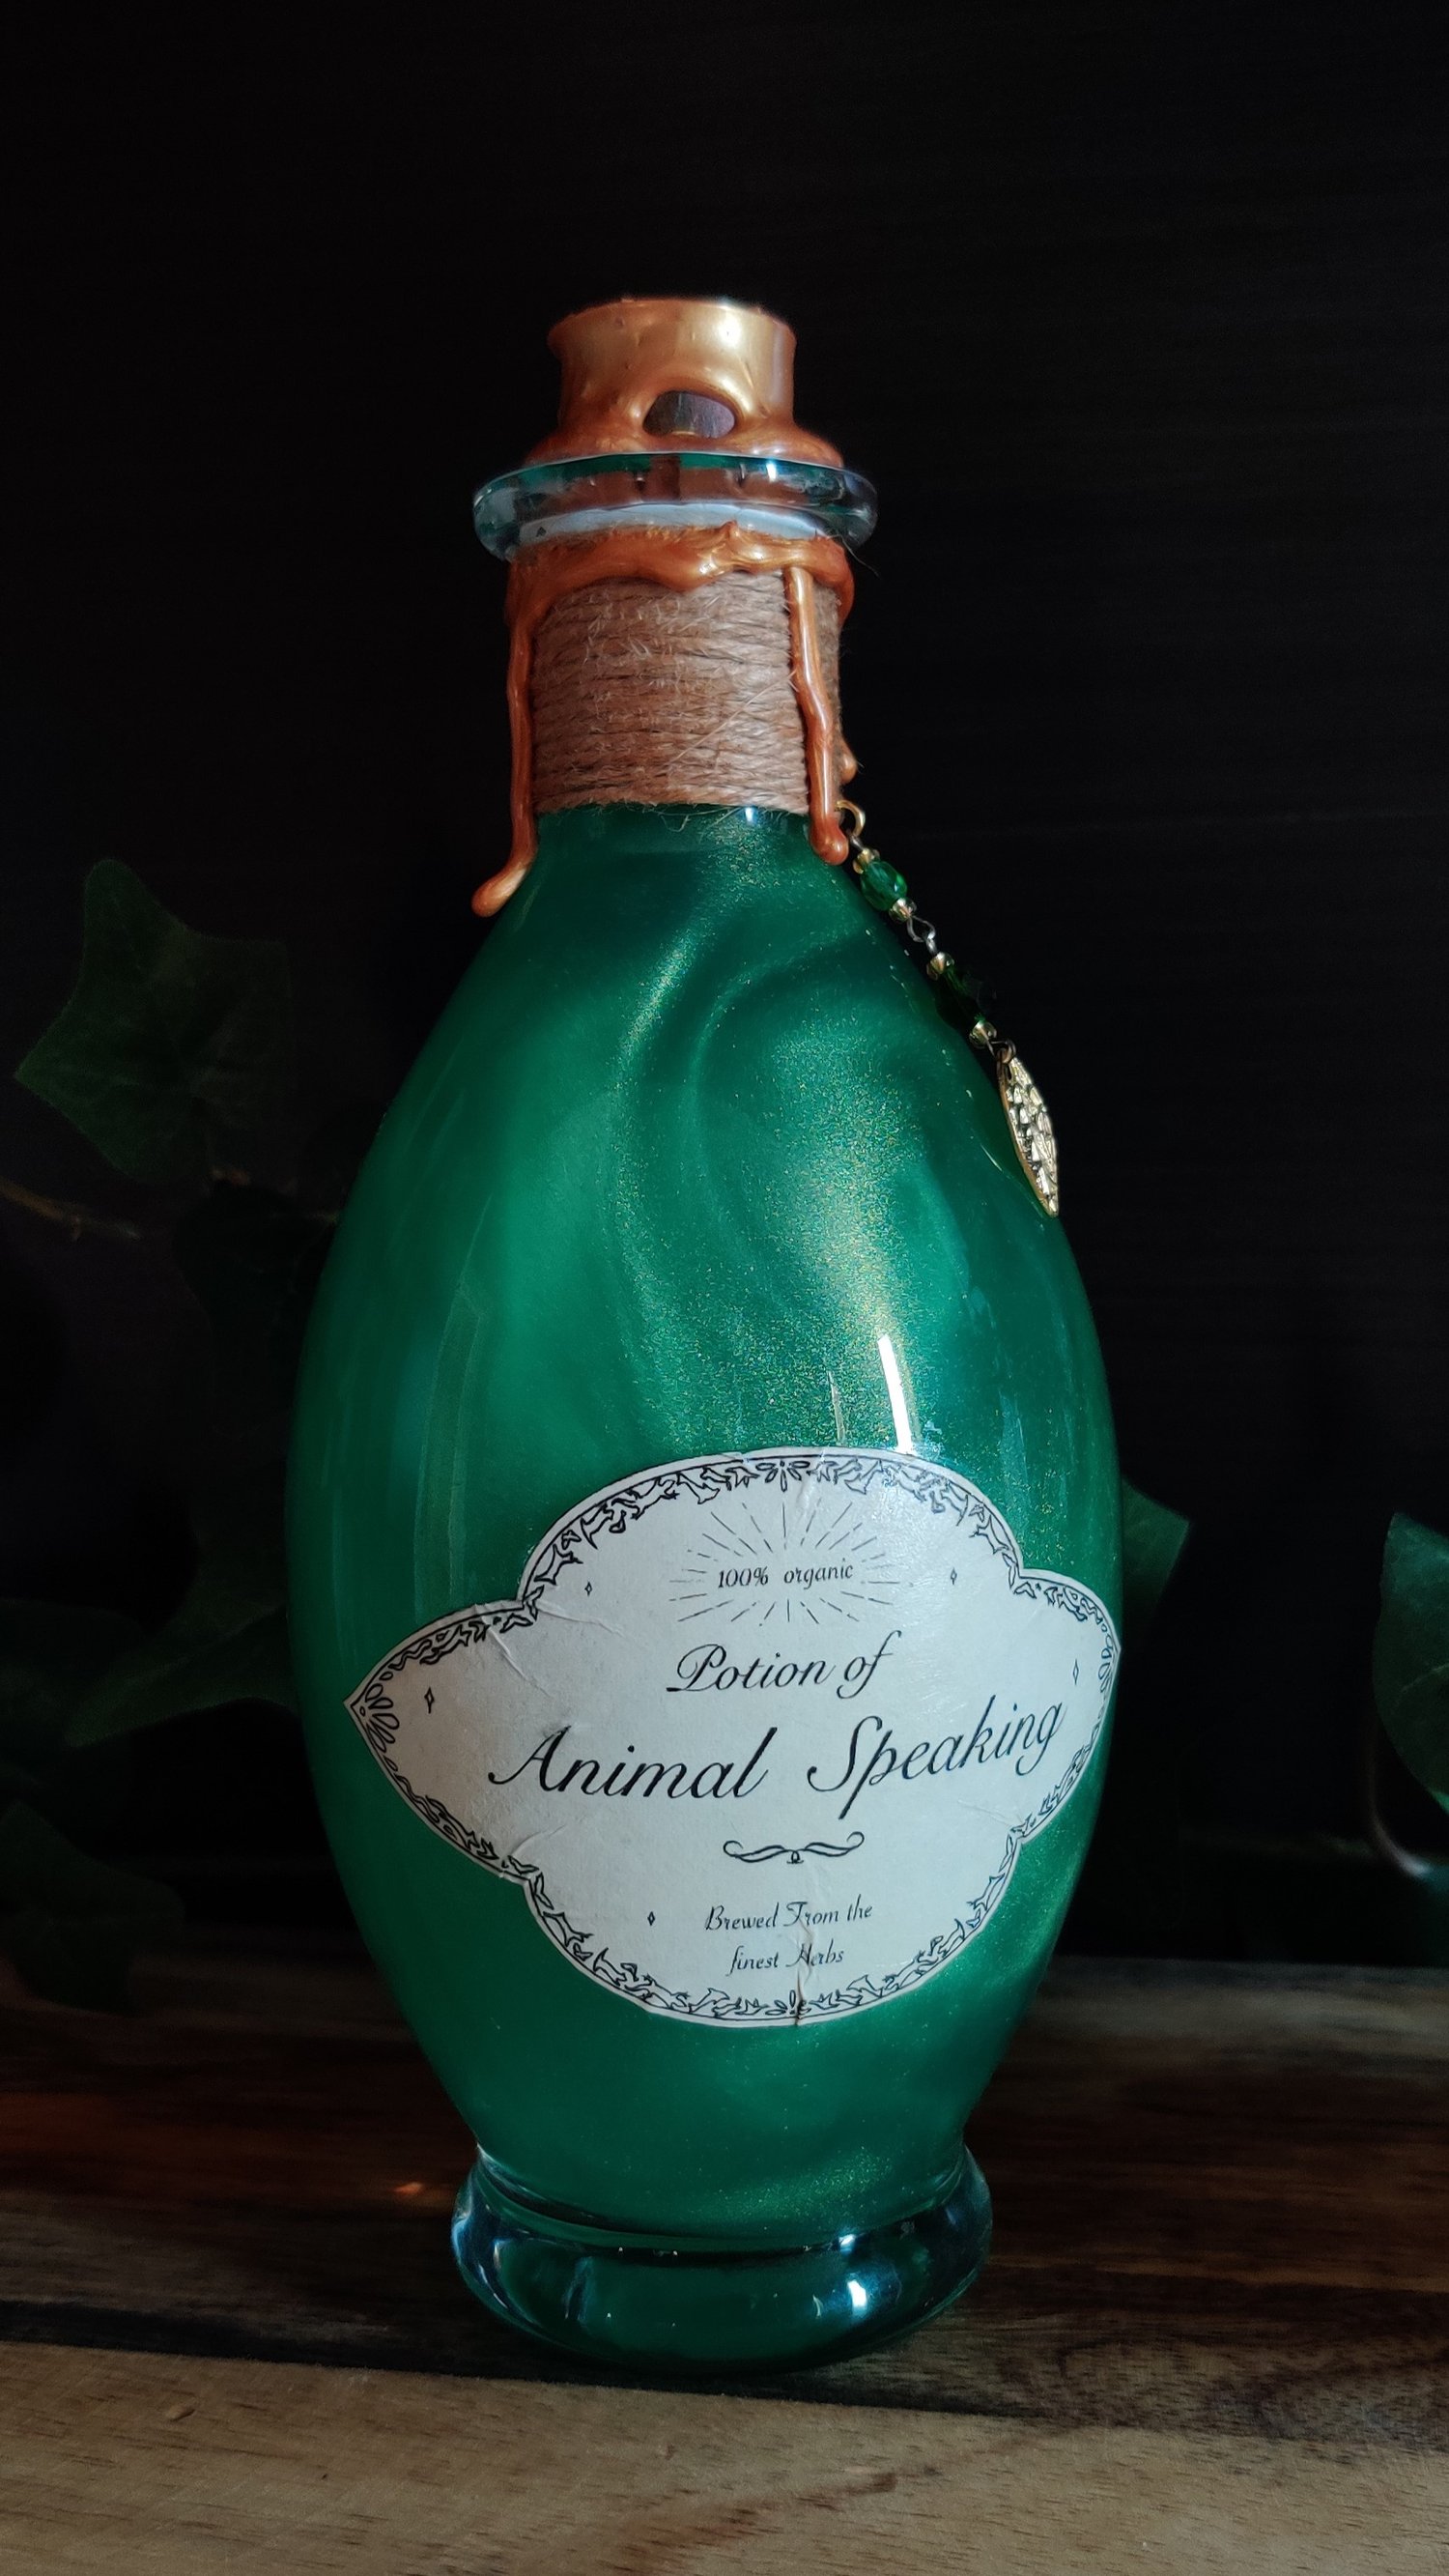 100% organic
Potion of
Animal Speaking
Brewed From the
finest Herbs